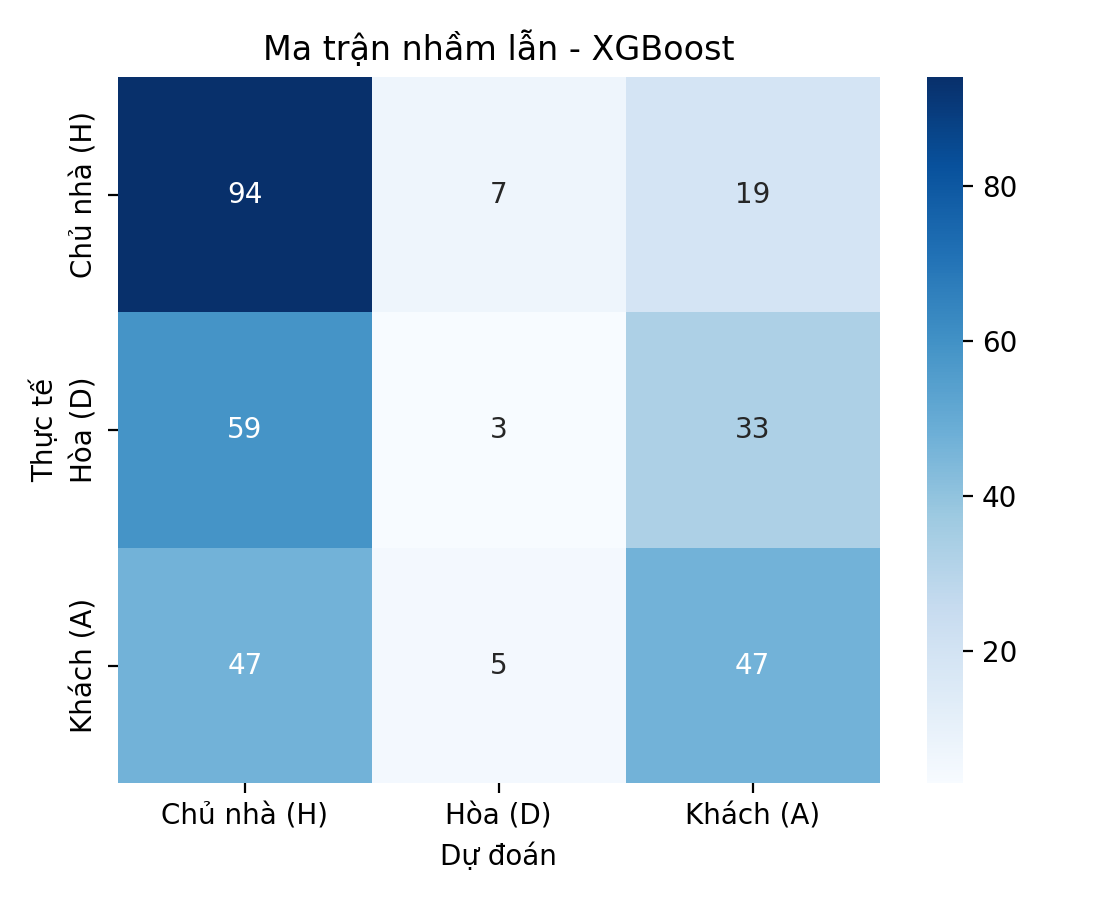 Ma trận nhầm lẫn - XGBoost
Thực tế
Chủ nhà (H)
94
7
19
80
Hòa (D)
59
3
33
60
40
Khách (A)
47
5
47
20
Chủ nhà (H)
Hòa (D)
Khách (A)
Dự đoán